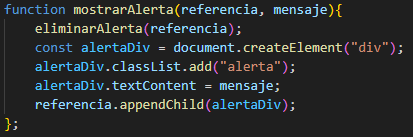 function mostrarAlerta(referencia, mensaje){
    eliminarAlerta(referencia);
    const alertaDiv = document.createElement("div");
    alertaDiv.classList.add("alerta");
    alertaDiv.textContent = mensaje;
    referencia.appendChild(alertaDiv);
};